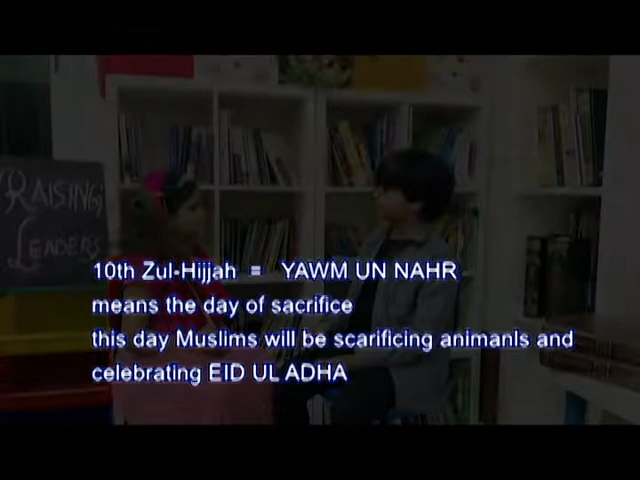 RAISING
LEADERS
10th Zul-Hijjah = YAWM UN NAHR
means the day of sacrifice
this day Muslims will be scarificing animanls and
celebrating EID UL ADHA